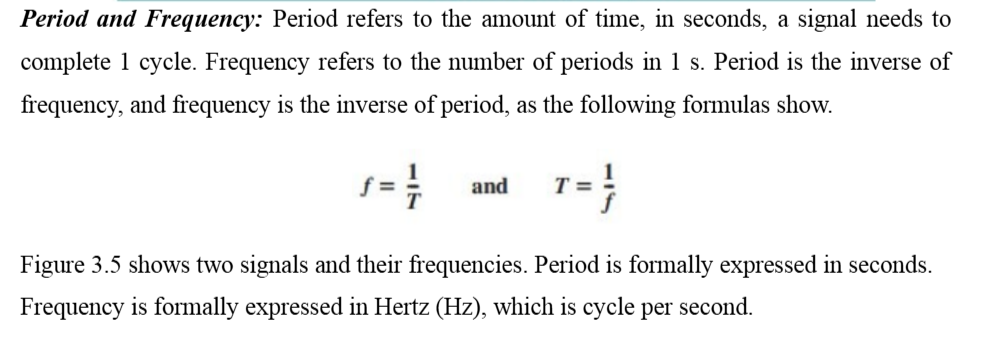 Period and Frequency: Period refers to the amount of time, in seconds, a signal needs to
complete 1 cycle. Frequency refers to the number of periods in 1 s. Period is the inverse of
frequency, and frequency is the inverse of period, as the following formulas show.
f = 1/T and T = 1/f
Figure 3.5 shows two signals and their frequencies. Period is formally expressed in seconds.
Frequency is formally expressed in Hertz (Hz), which is cycle per second.